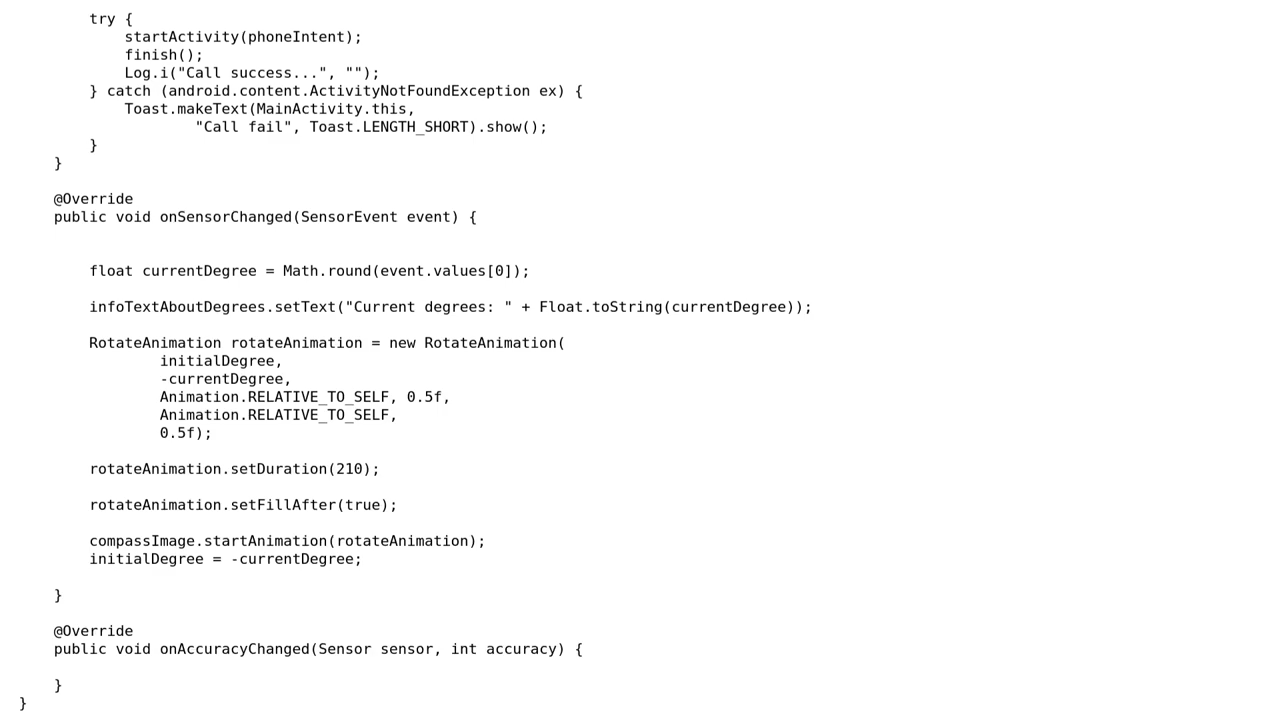 try {
startActivity(phoneIntent);
finish();
Log.i("Call success...", "");
} catch (android.content.ActivityNotFoundException ex) {
Toast.makeText(MainActivity.this,
"Call fail", Toast.LENGTH_SHORT).show();
}
}
@Override
public void onSensorChanged(SensorEvent event) {
float currentDegree = Math.round(event.values[0]);
infoTextAboutDegrees.setText("Current degrees: " + Float.toString(currentDegree));
RotateAnimation rotateAnimation = new RotateAnimation(
initialDegree,
-currentDegree,
Animation.RELATIVE_TO_SELF, 0.5f,
Animation.RELATIVE_TO_SELF,
0.5f);
rotateAnimation.setDuration(210);
rotateAnimation.setFillAfter(true);
compassImage.startAnimation(rotateAnimation);
initialDegree = -currentDegree;
}
@Override
public void onAccuracyChanged(Sensor sensor, int accuracy) {
}
}